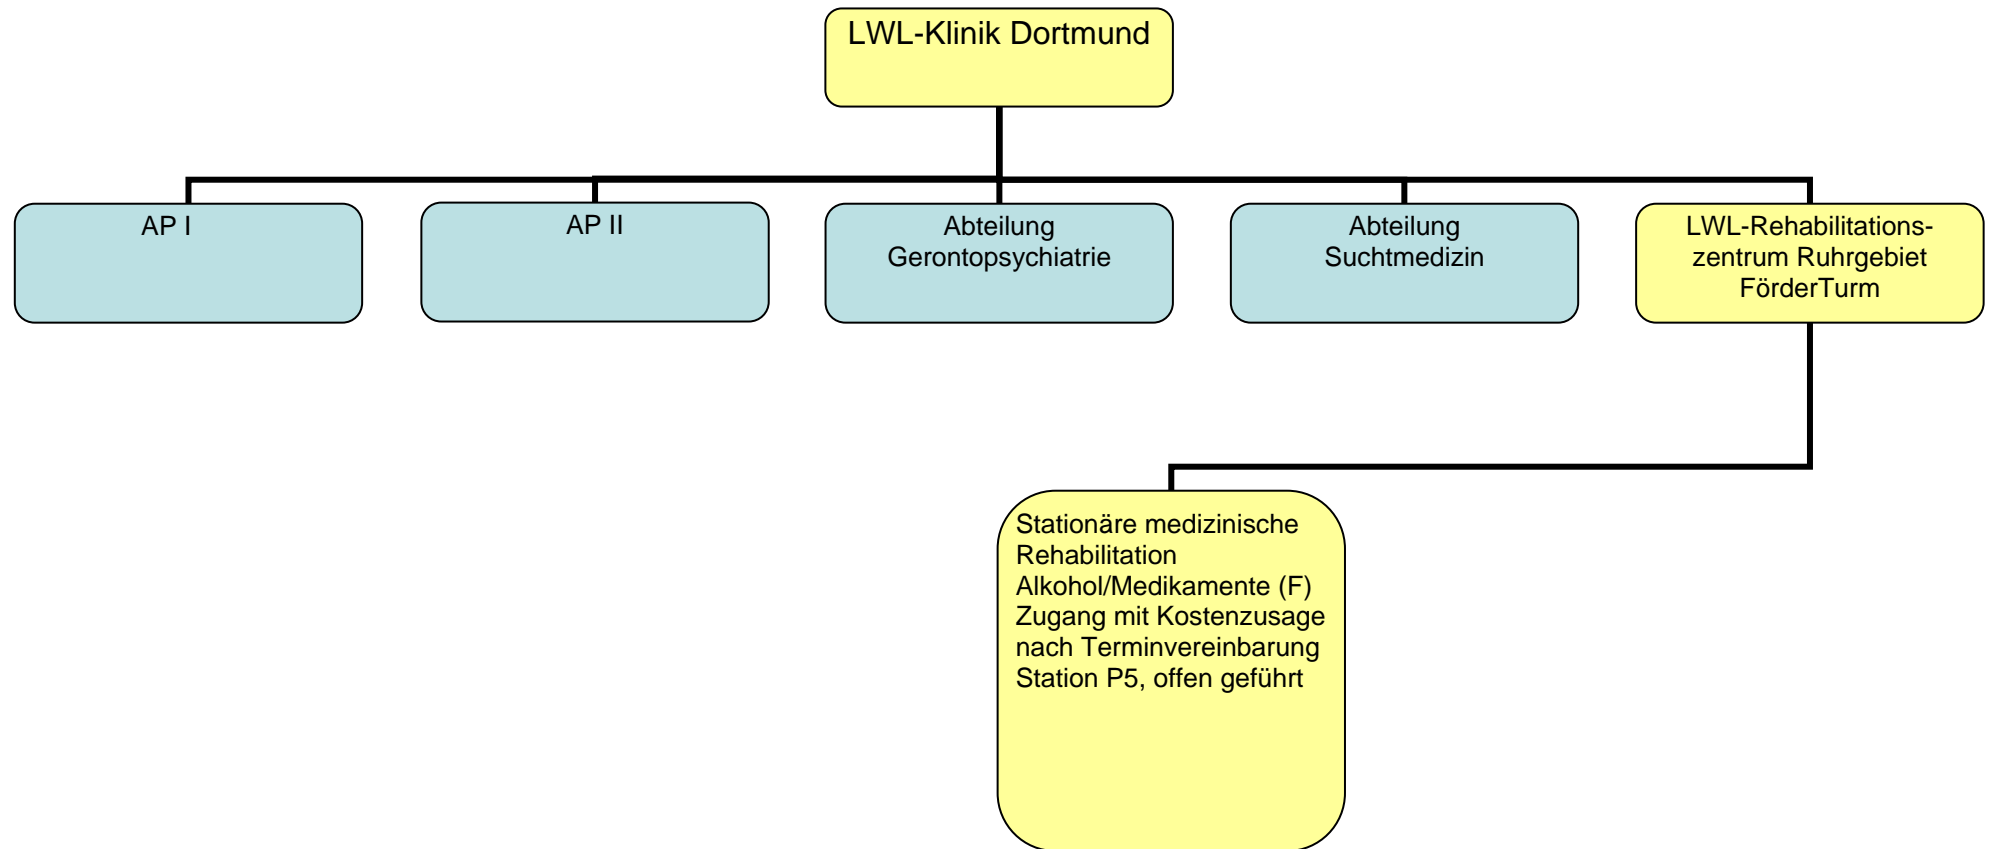 LWL-Klinik Dortmund
AP I
AP II
Abteilung
Gerontopsychiatrie
Abteilung
Suchtmedizin
LWL-Rehabilitations-
zentrum Ruhrgebiet
FörderTurm
Stationäre medizinische
Rehabilitation
Alkohol/Medikamente (F)
Zugang mit Kostenzusage
nach Terminvereinbarung
Station P5, offen geführt